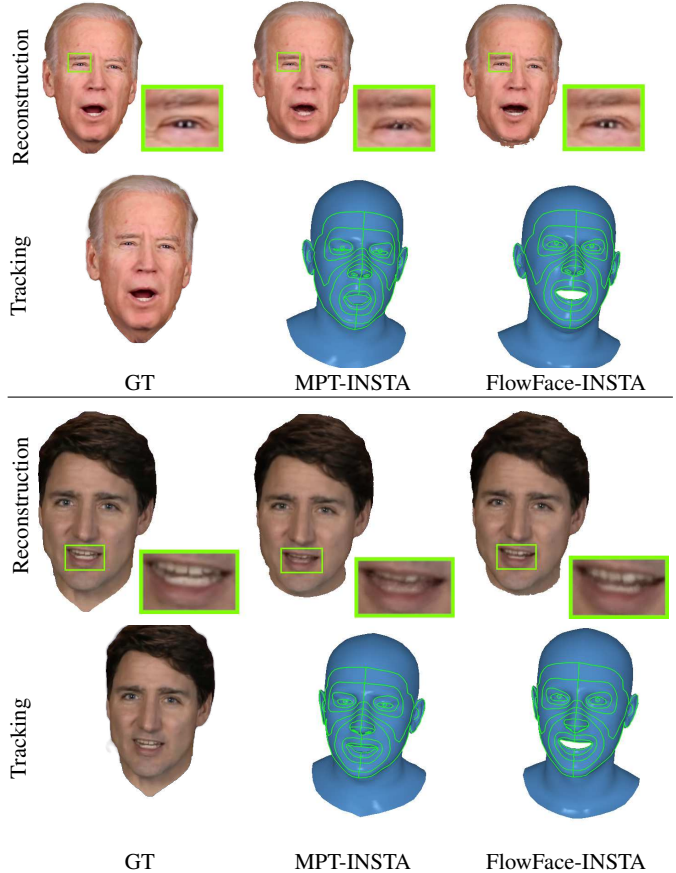 Reconstruction
Tracking
GT MPT-INSTA FlowFace-INSTA
Reconstruction
Tracking
GT MPT-INSTA FlowFace-INSTA